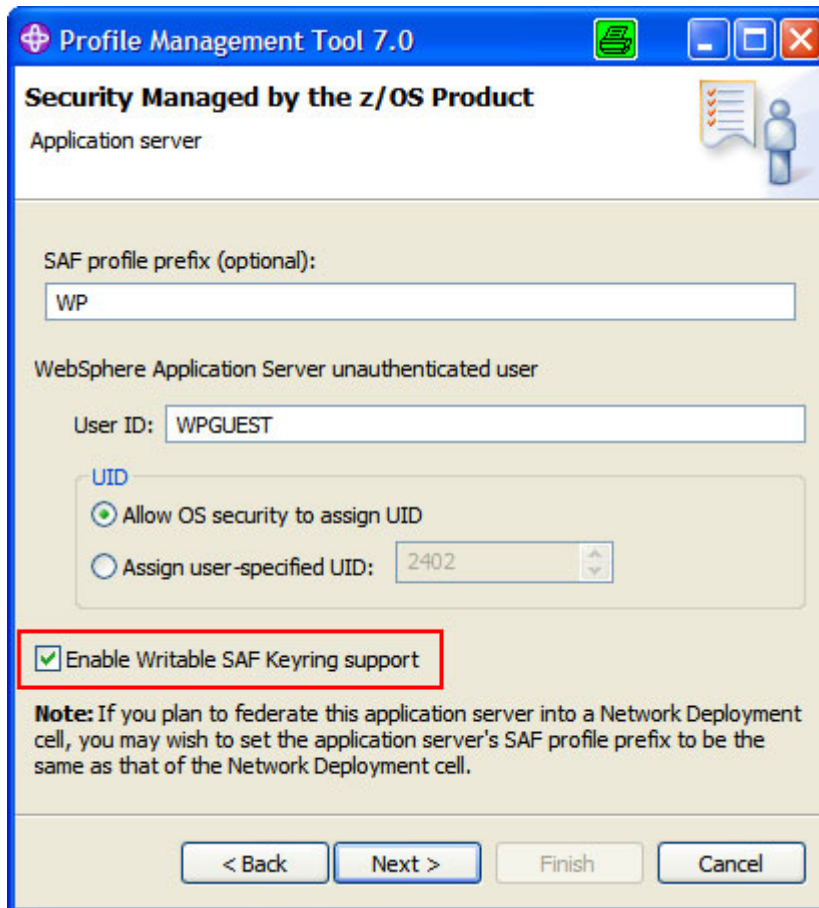 Profile Management Tool 7.0
Security Managed by the z/OS Product
Application server
SAF profile prefix (optional):
WP
WebSphere Application Server unauthenticated user
User ID: WPGUEST
UID
Allow OS security to assign UID
Assign user-specified UID: 2402
Enable Writable SAF Keyring support
Note: If you plan to federate this application server into a Network Deployment
cell, you may wish to set the application server's SAF profile prefix to be the
same as that of the Network Deployment cell.
< Back Next > Finish Cancel